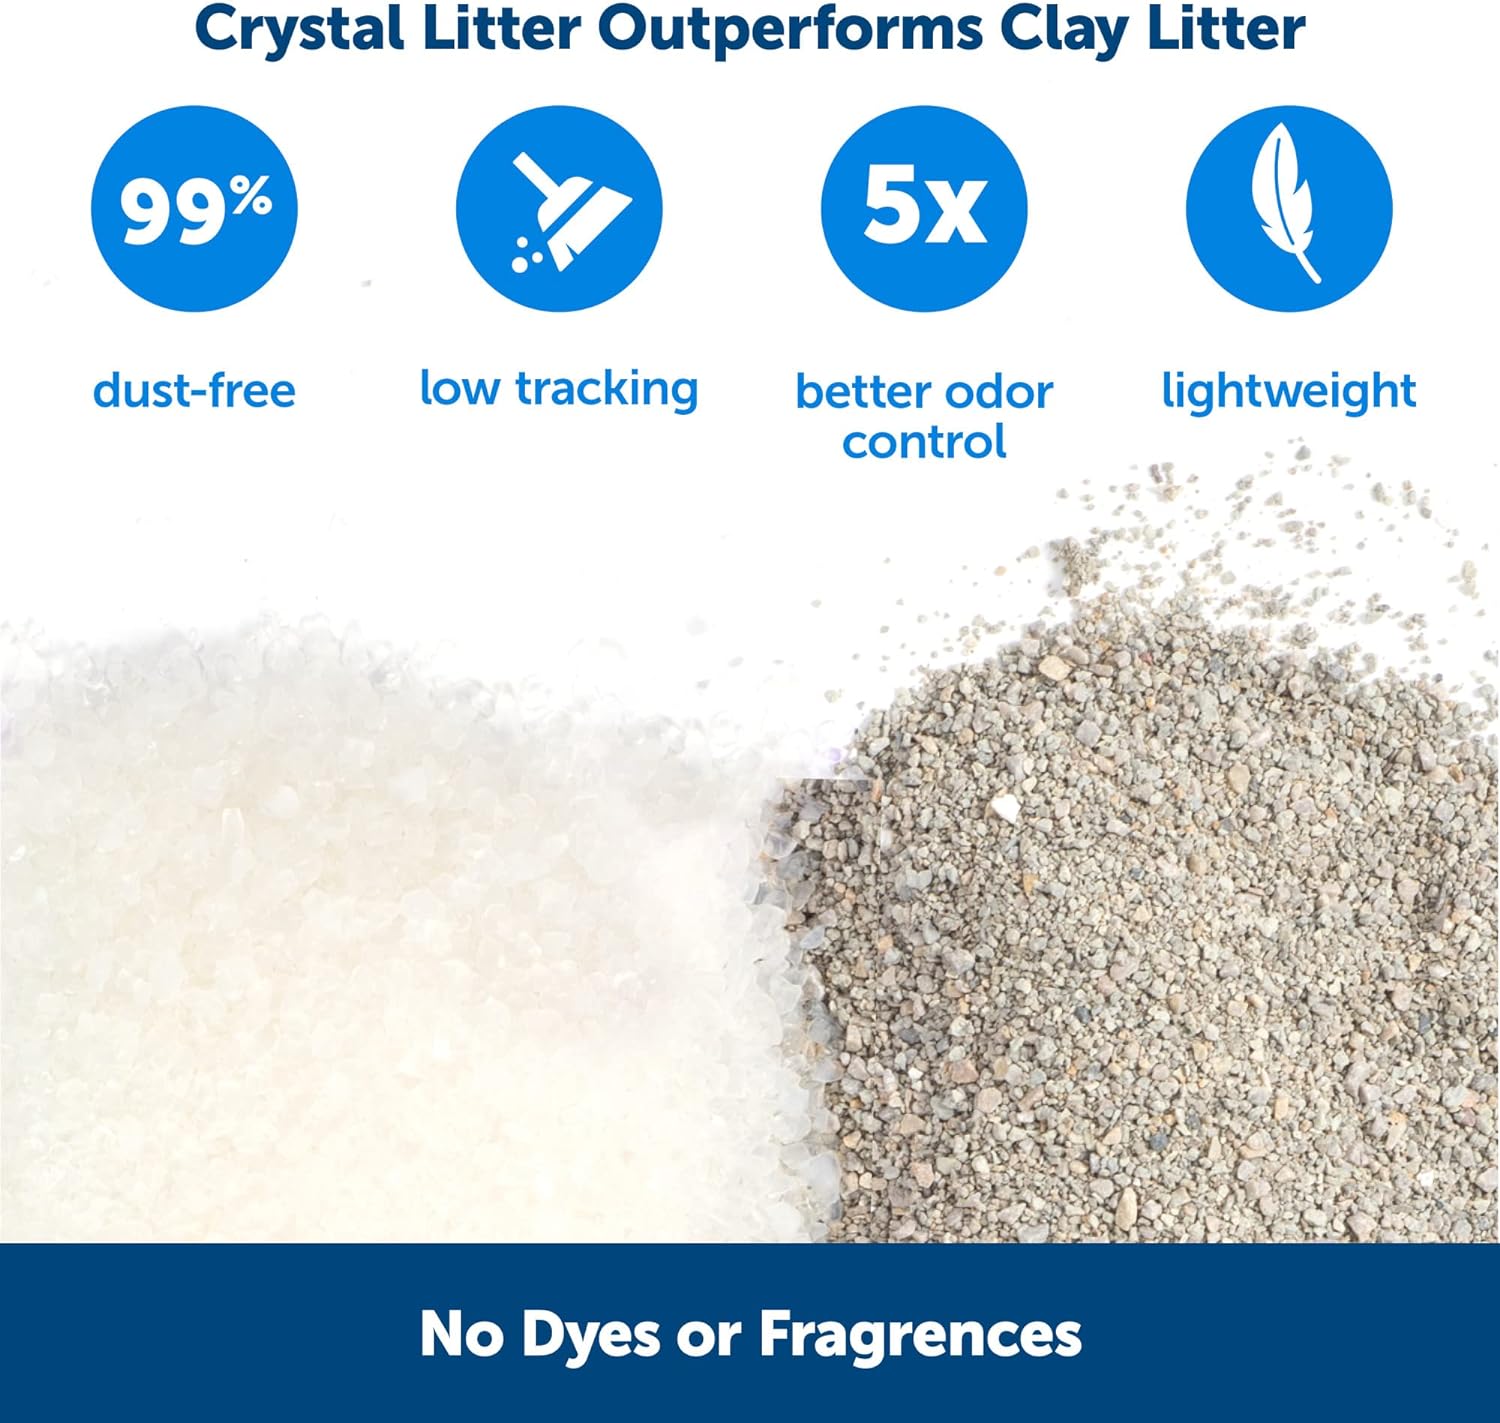 Crystal Litter Outperforms Clay Litter
99%
5x
dust-free
low tracking
better odor
control
lightweight
No Dyes or Fragrences